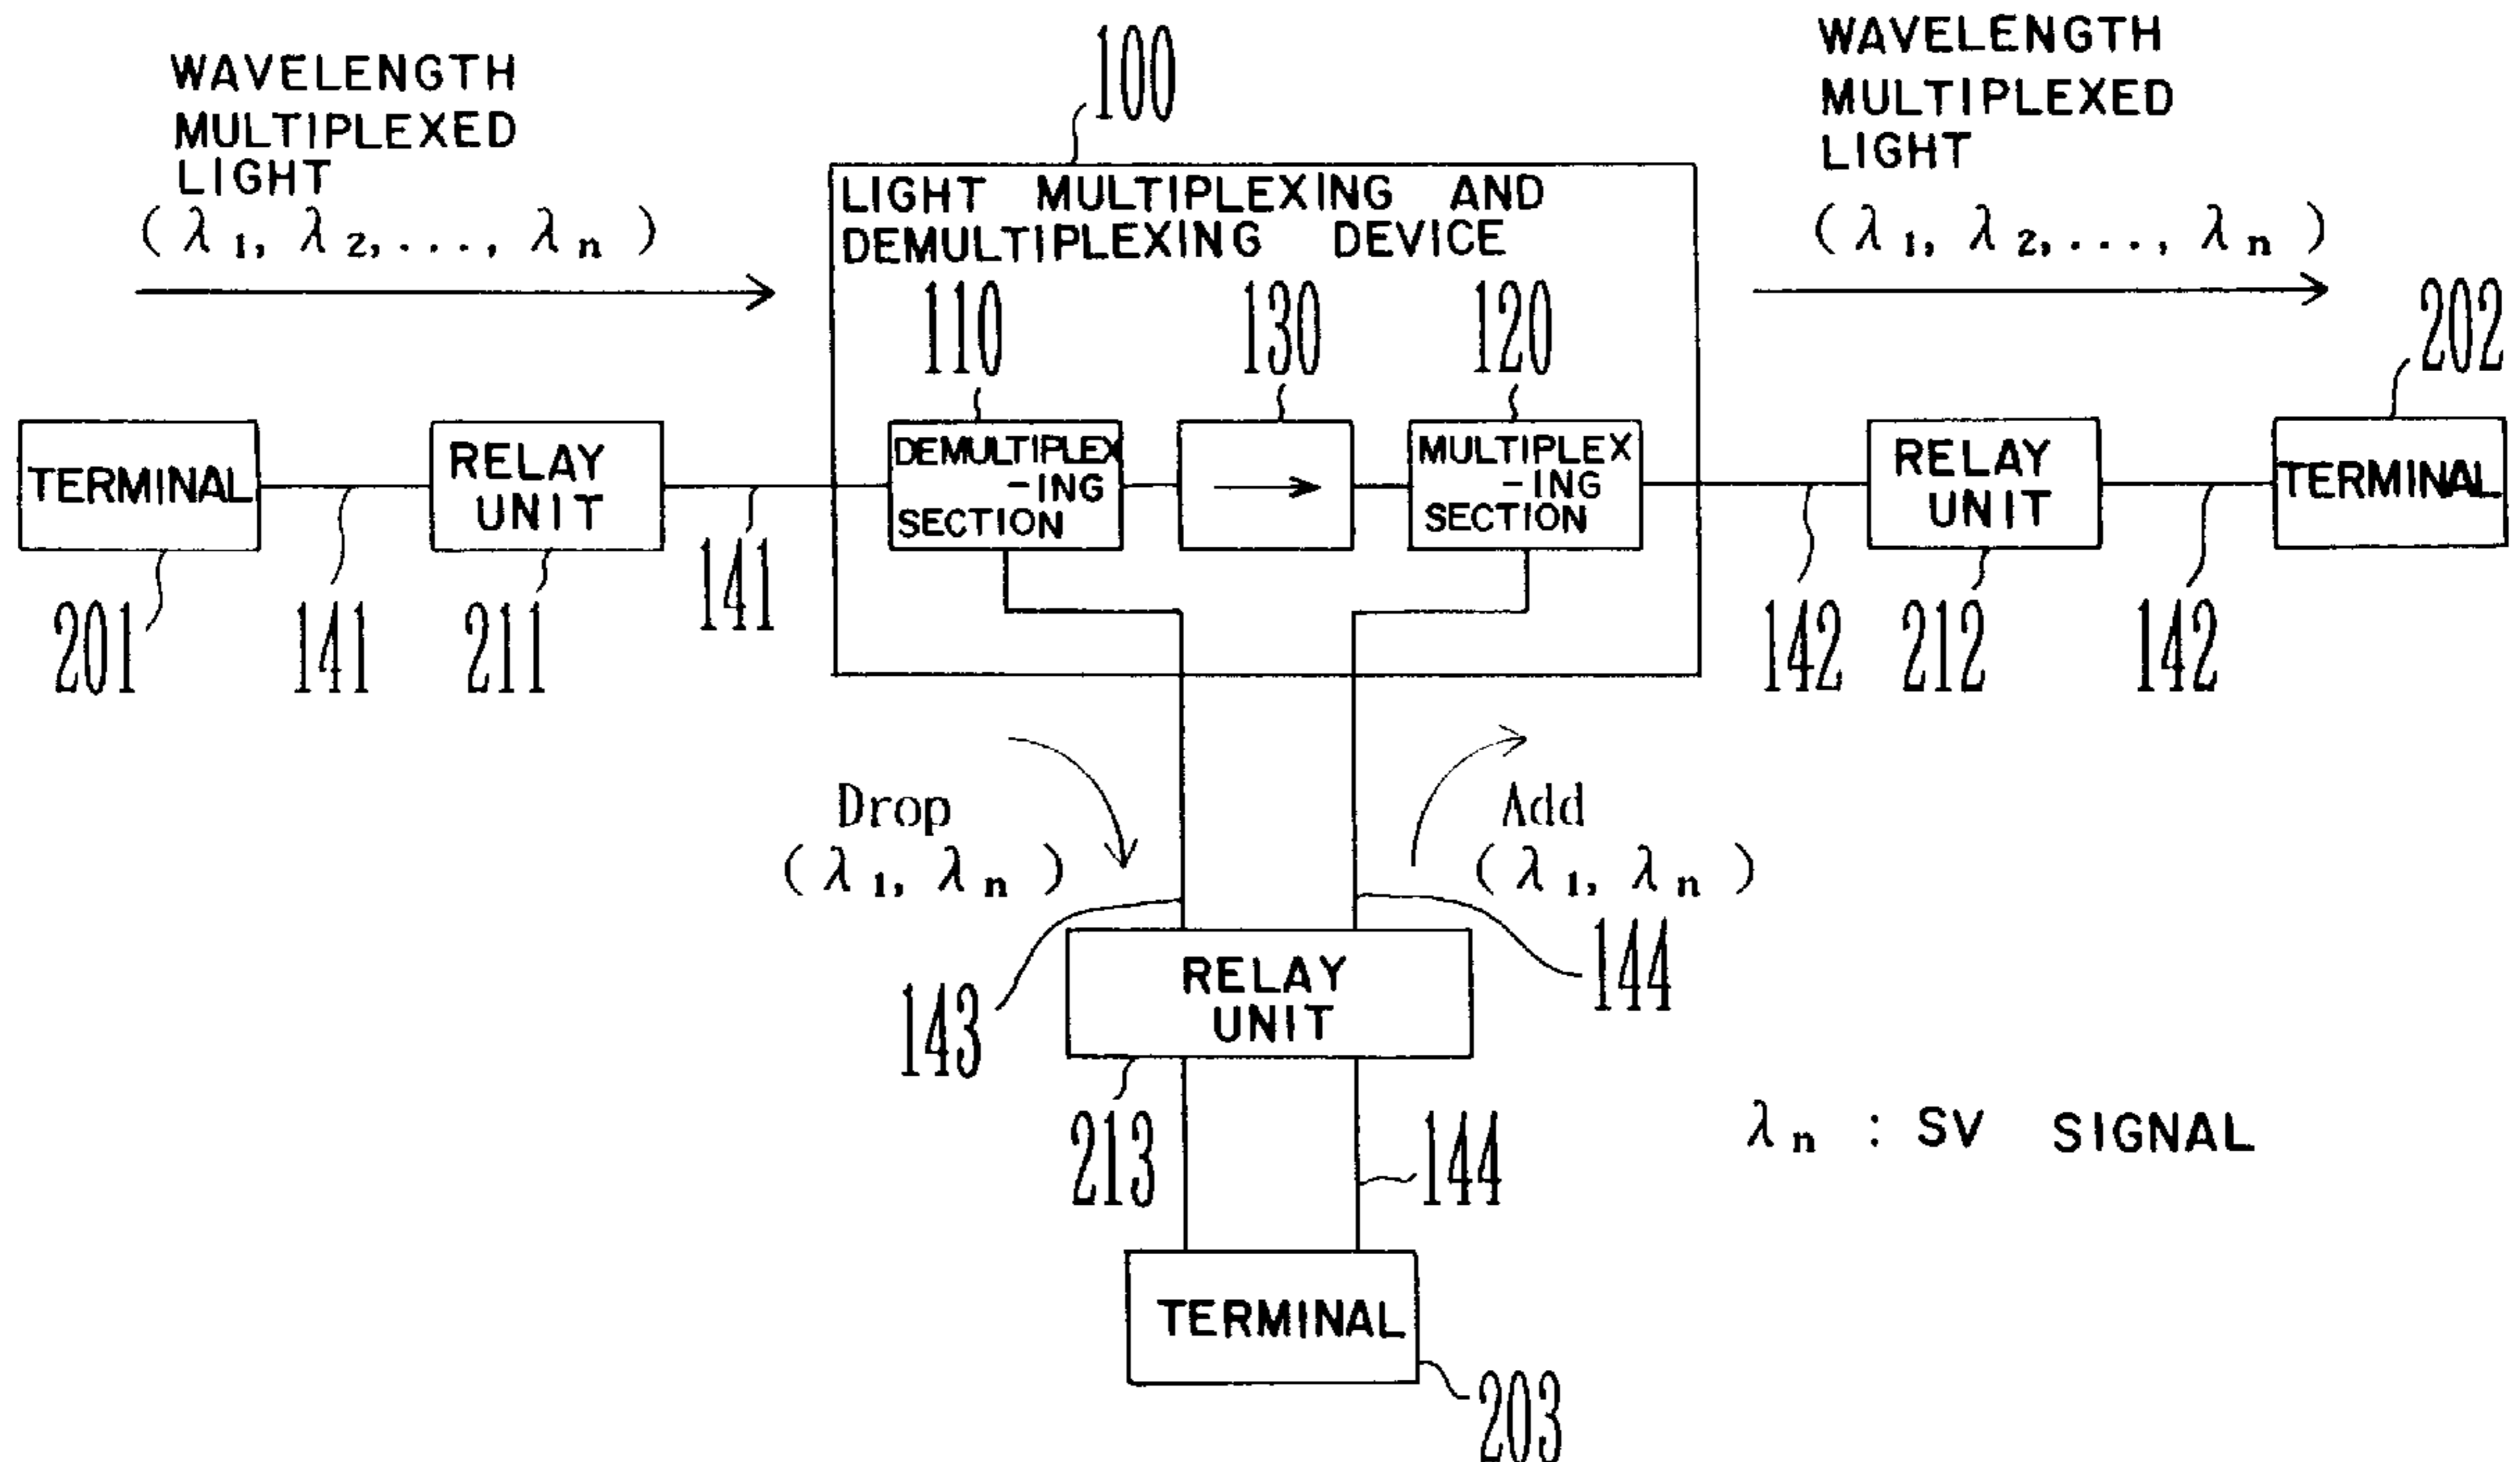 WAVELENGTH
MULTIPLEXED
LIGHT
(λ1, λ2,..., λn)
100
WAVELENGTH
MULTIPLEXED
LIGHT
(λ1, λ2,..., λn)
LIGHT MULTIPLEXING AND
DEMULTIPLEXING DEVICE
110
130
120
202
TERMINAL
RELAY
UNIT
DEMULTIPLEX
-ING
SECTION
MULTIPLEX
-ING
SECTION
RELAY
UNIT
TERMINAL
201
141
211
141
142
212
142
Drop
(λ1, λn)
Add
(λ1, λn)
143
144
RELAY
UNIT
213
144
λn : SV SIGNAL
TERMINAL
203